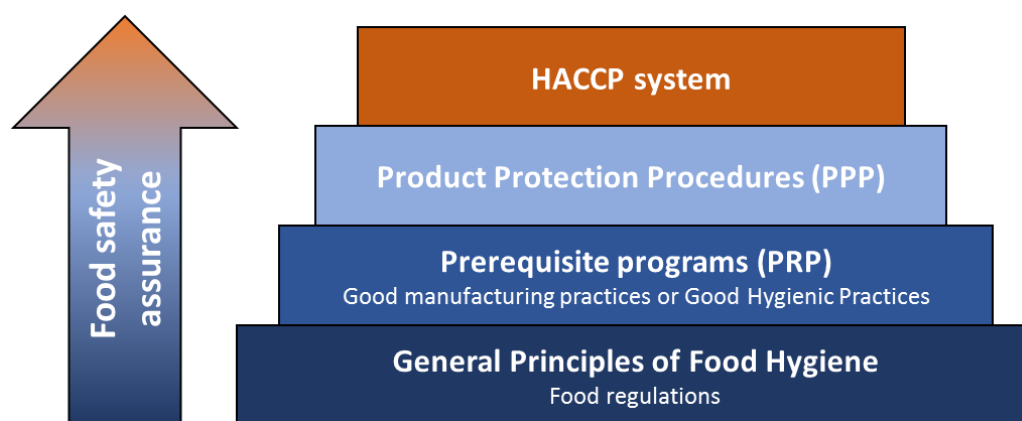 Food safety
assurance
HACCP system
Product Protection Procedures (PPP)
Prerequisite programs (PRP)
Good manufacturing practices or Good Hygienic Practices
General Principles of Food Hygiene
Food regulations